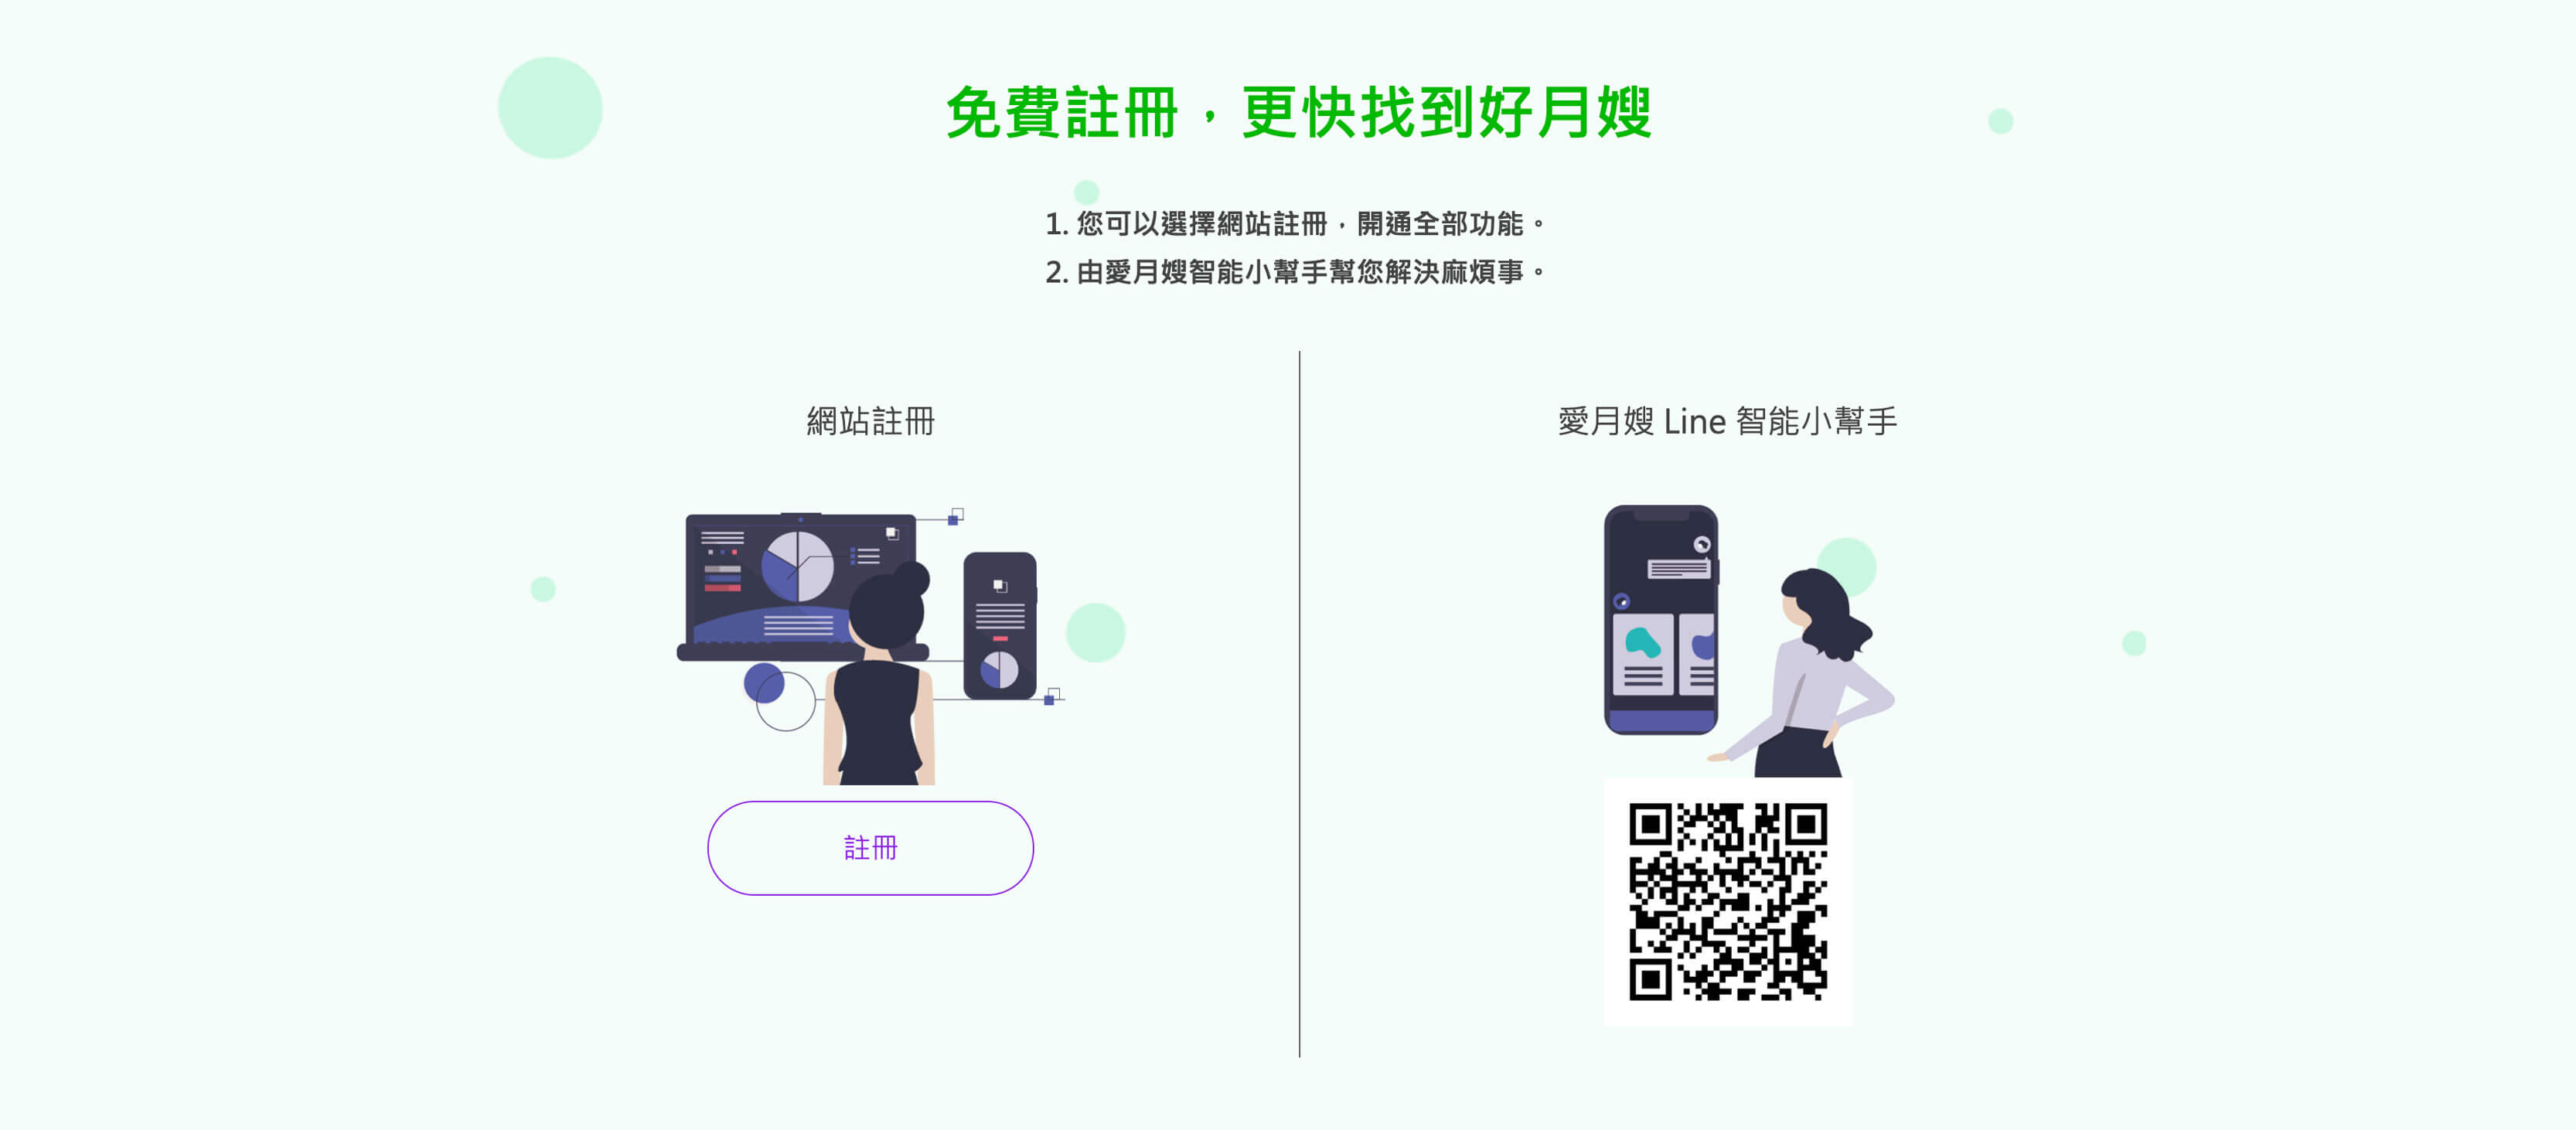 免費註冊，更快找到好月嫂
1. 您可以選擇網站註冊，開通全部功能。
2. 由愛月嫂智能小幫手幫您解決麻煩事。
網站註冊
愛月嫂 Line 智能小幫手
註冊